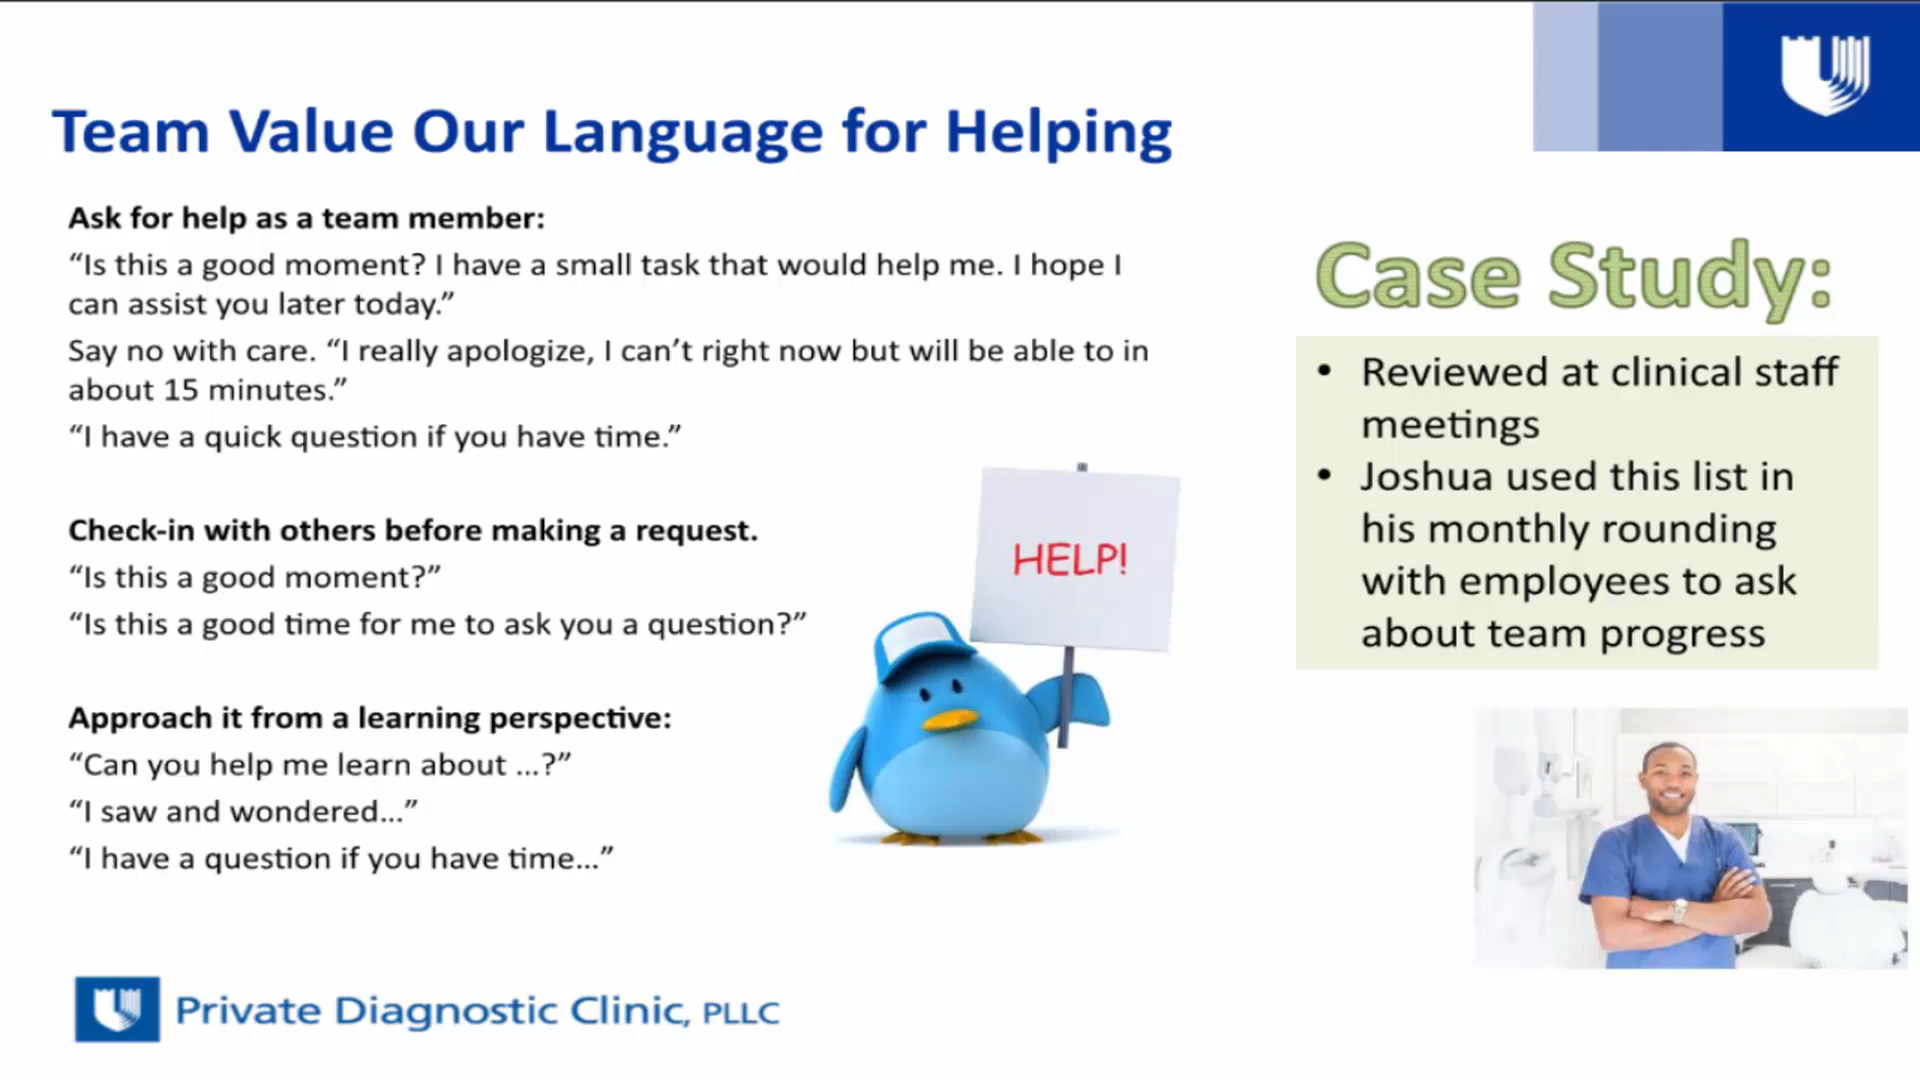 Team Value Our Language for Helping
Ask for help as a team member:
“Is this a good moment? I have a small task that would help me. I hope I
can assist you later today.”
Say no with care. “I really apologize, I can’t right now but will be able to in
about 15 minutes.”
“I have a quick question if you have time.”
Check-in with others before making a request.
“Is this a good moment?”
“Is this a good time for me to ask you a question?”
Approach it from a learning perspective:
“Can you help me learn about ...?”
“I saw and wondered...”
“I have a question if you have time...”
HELP!
Case Study:
• Reviewed at clinical staff
meetings
• Joshua used this list in
his monthly rounding
with employees to ask
about team progress
Private Diagnostic Clinic, PLLC